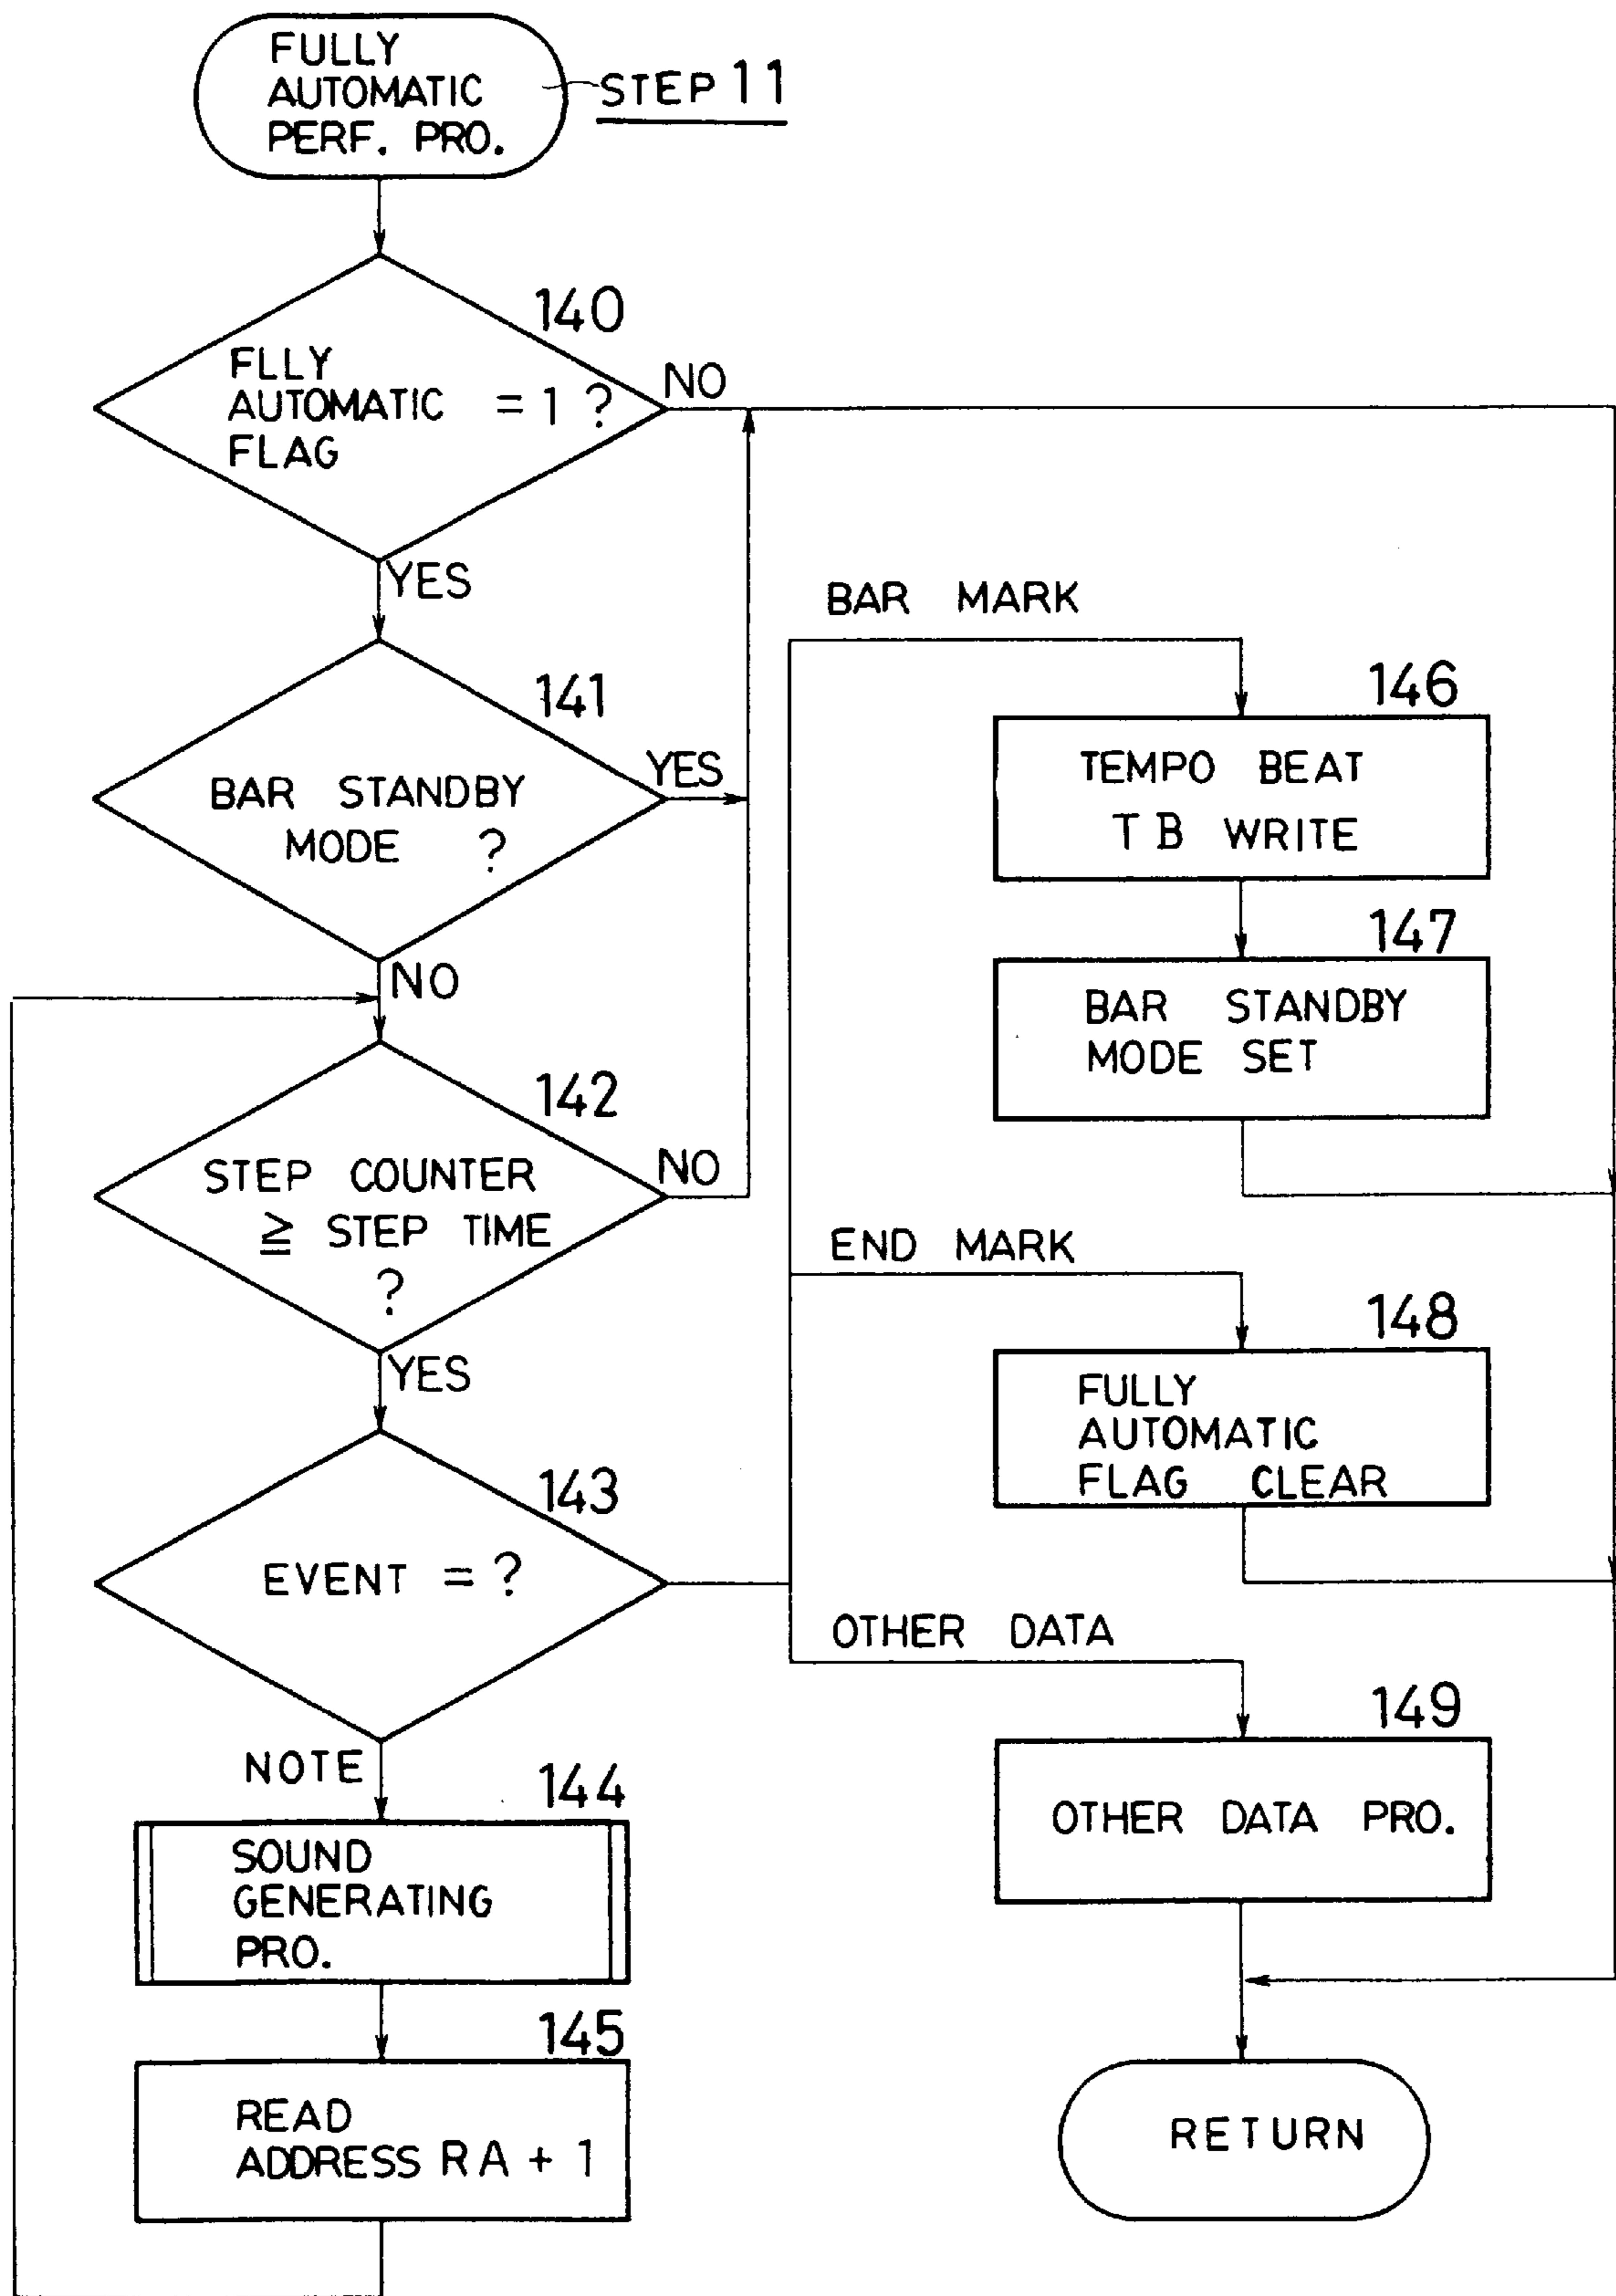 FULLY
AUTOMATIC
PERF. PRO.
STEP 11
140
FLLY
AUTOMATIC = 1 ?
FLAG
NO
YES
141
BAR STANDBY
MODE ?
YES
NO
142
STEP COUNTER
≧ STEP TIME
?
NO
YES
143
EVENT = ?
NOTE
144
SOUND
GENERATING
PRO.
145
READ
ADDRESS RA + 1
BAR MARK
146
TEMPO BEAT
TB WRITE
147
BAR STANDBY
MODE SET
END MARK
148
FULLY
AUTOMATIC
FLAG CLEAR
OTHER DATA
149
OTHER DATA PRO.
RETURN